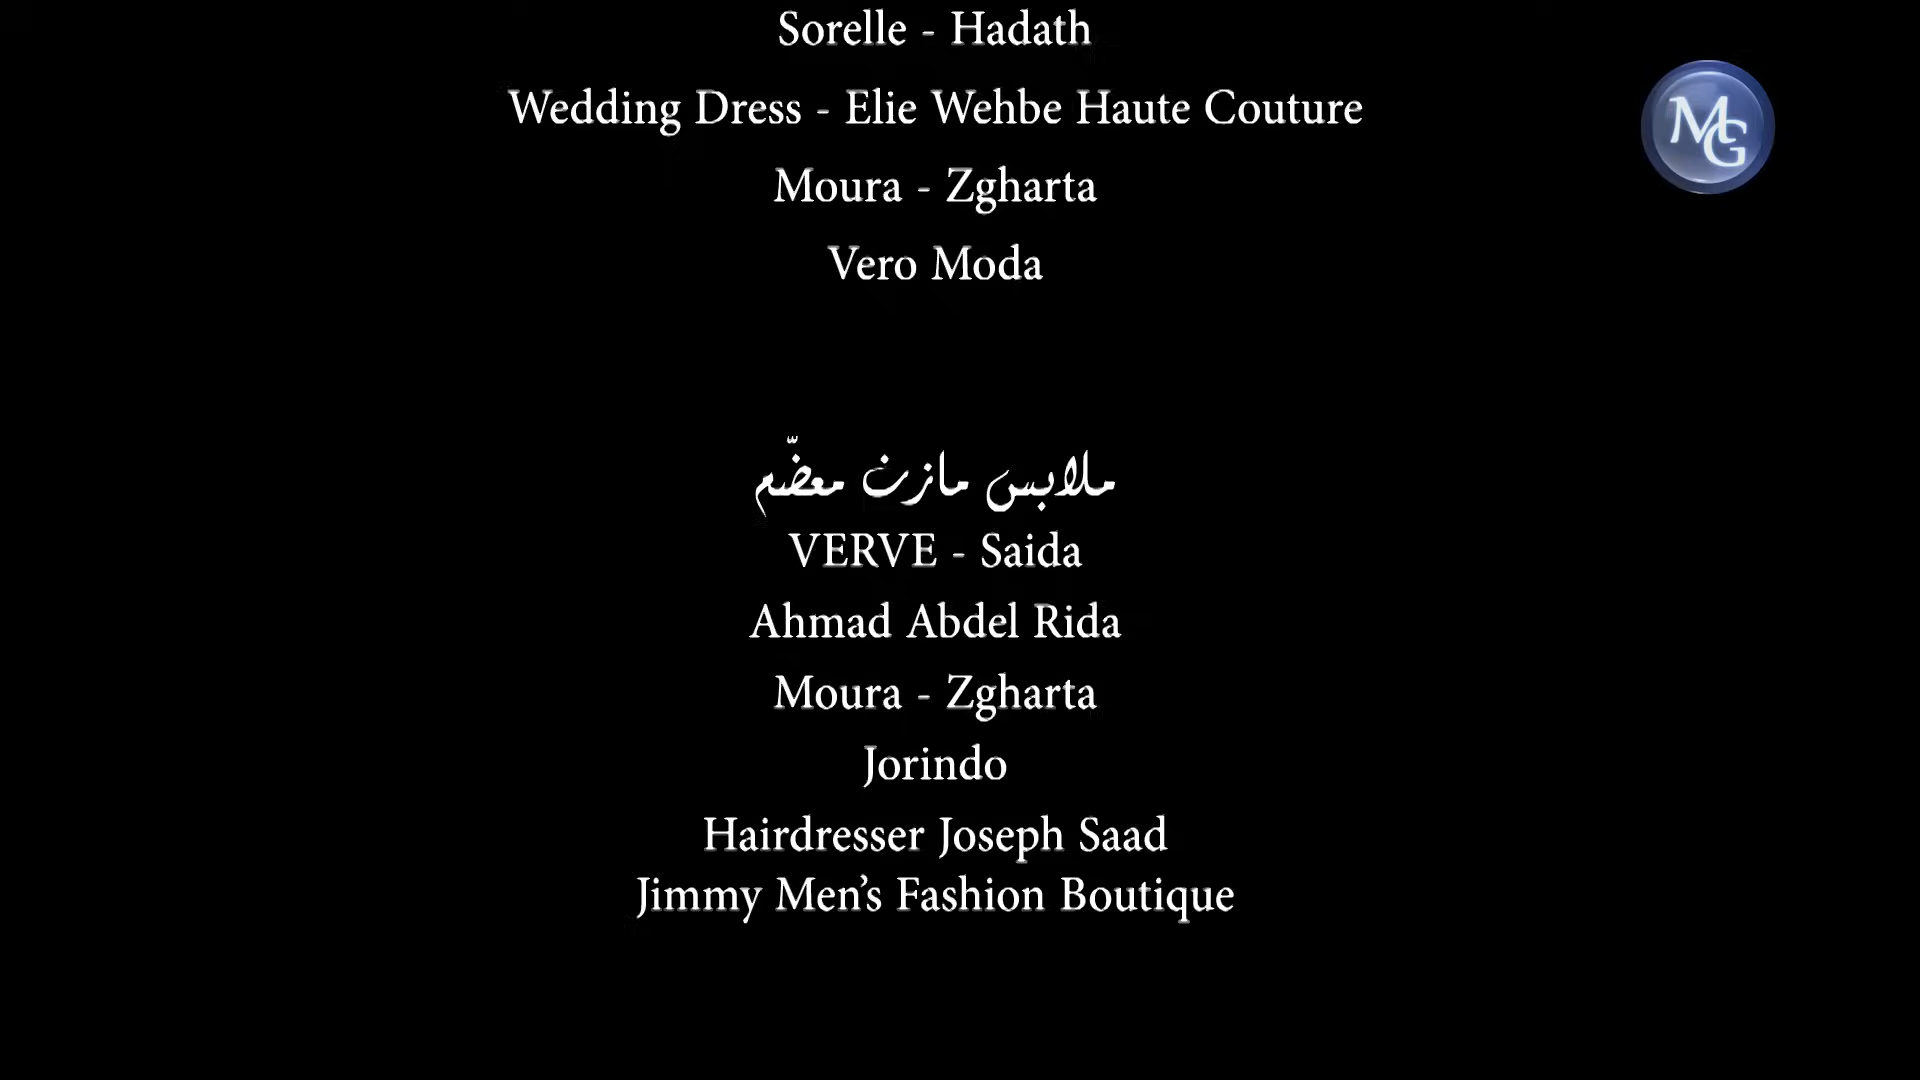 Sorelle - Hadath
Wedding Dress - Elie Wehbe Haute Couture
MG
Moura - Zgharta
Vero Moda
ملابس مازن معضّم
VERVE - Saida
Ahmad Abdel Rida
Moura - Zgharta
Jorindo
Hairdresser Joseph Saad
Jimmy Men’s Fashion Boutique